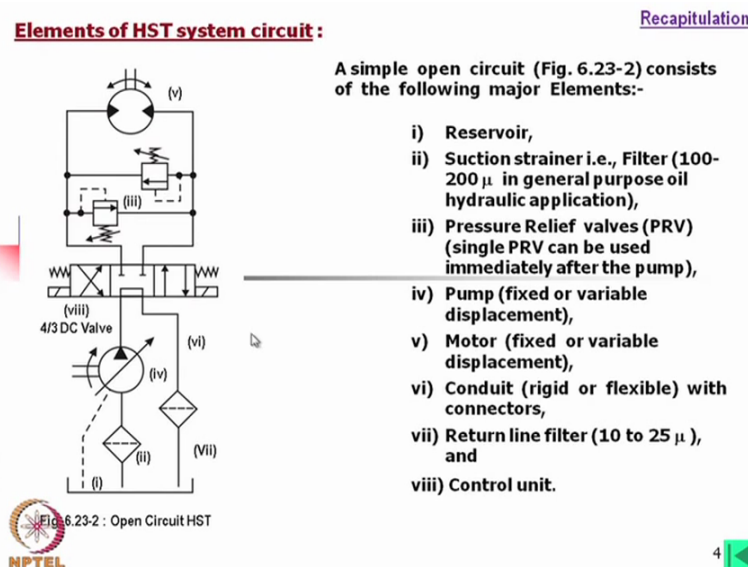 Recapitulation
Elements of HST system circuit :
A simple open circuit (Fig. 6.23-2) consists
of the following major Elements:-
i) Reservoir,
ii) Suction strainer i.e., Filter (100-
200 μ in general purpose oil
hydraulic application),
iii) Pressure Relief valves (PRV)
(single PRV can be used
immediately after the pump),
iv) Pump (fixed or variable
displacement),
v) Motor (fixed or variable
displacement),
vi) Conduit (rigid or flexible) with
connectors,
vii) Return line filter (10 to 25 μ ),
and
viii) Control unit.
(v)
(iii)
(viii)
4/3 DC Valve
(vi)
(iv)
(Vii)
(ii)
(i)
Fig. 6.23-2 : Open Circuit HST
NPTEL
4